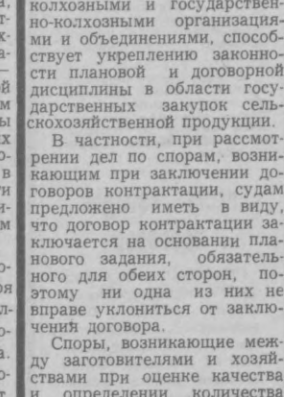 колхозными и государствен-
но-колхозными организация-
ми и объединениями, способ-
ствует укреплению законно-
сти плановой и договорной
дисциплины в области госу-
дарственных закупок сель-
скохозяйственной продукции.
В частности, при рассмот-
рении дел по спорам, возни-
кающим при заключении до-
говоров контрактации, судам
предложено иметь в виду,
что договор контрактации за-
ключается на основании пла-
нового задания, обязатель-
ного для обеих сторон, по-
этому ни одна из них не
вправе уклониться от заклю-
чений договора.
Споры, возникающие меж-
ду заготовителями и хозяй-
ствами при оценке качества
и определении количества